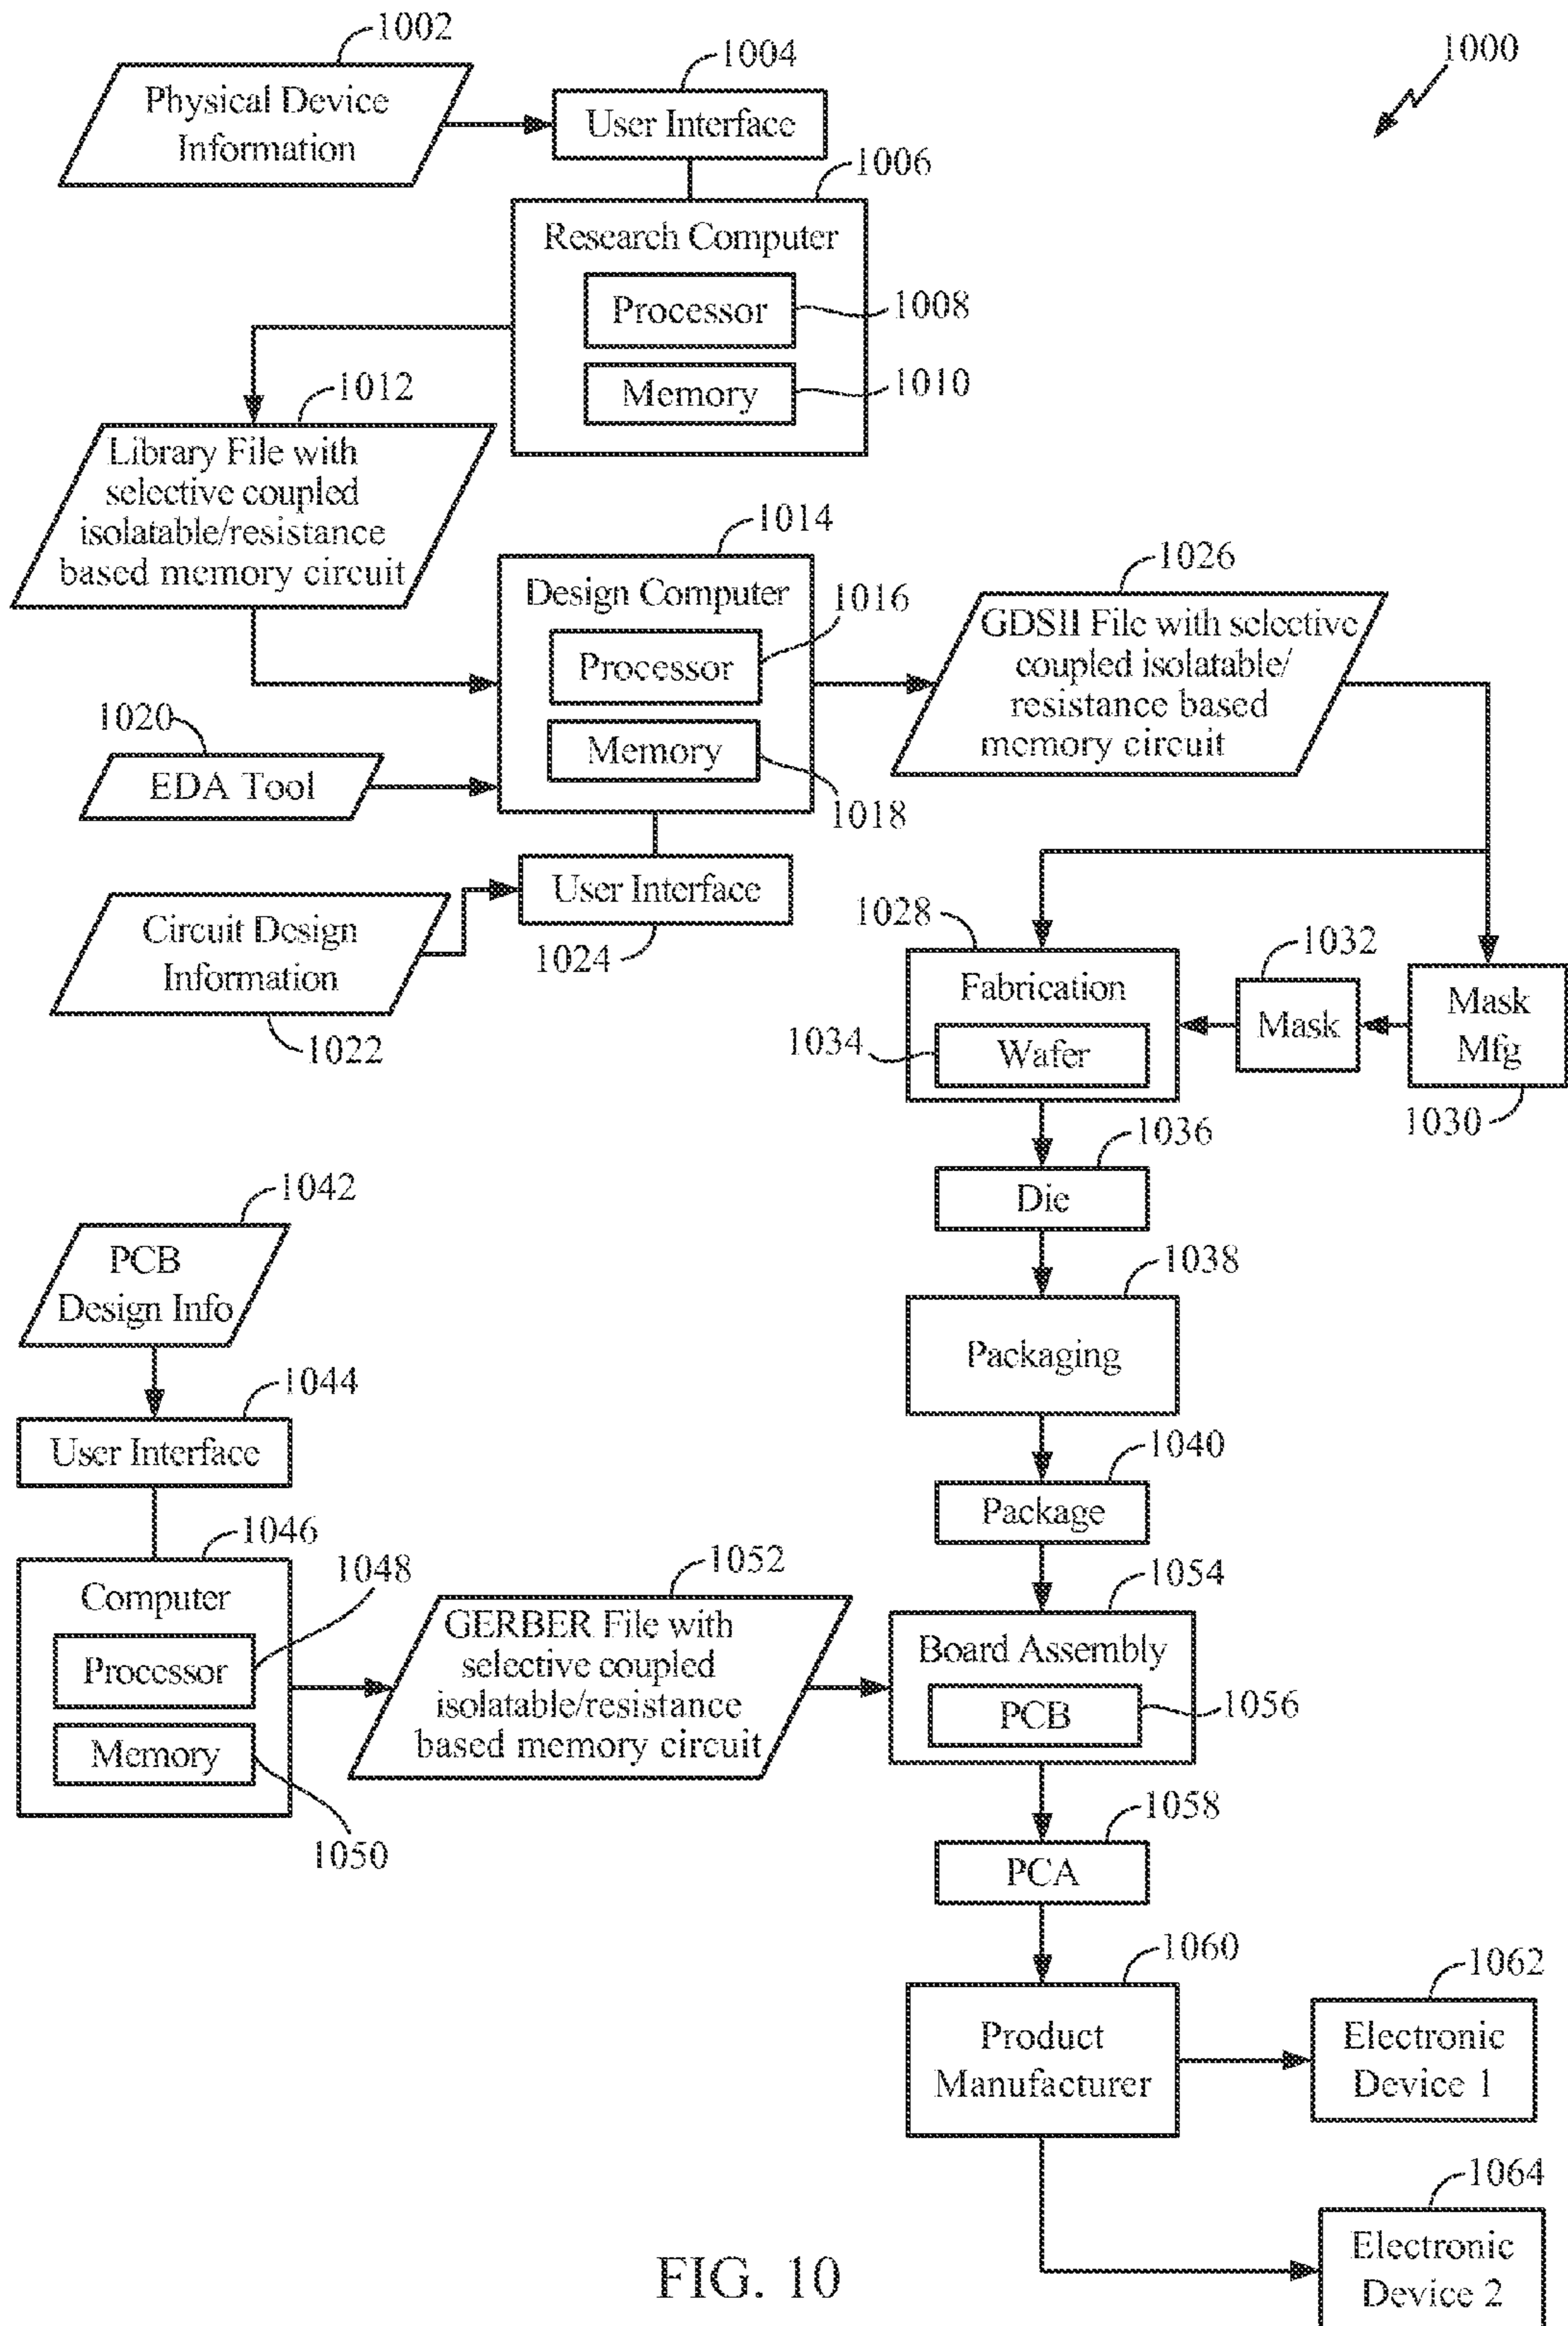 1002
1000
1004
Physical Device
Information
User Interface
1006
Research Computer
Processor
1008
Memory
1010
1012
Library File with
selective coupled
isolatable/resistance
based memory circuit
1014
Design Computer
1016
Processor
Memory
1018
1026
GDSII File with selective
coupled isolatable/
resistance based
memory circuit
1020
EDA Tool
User Interface
1024
Circuit Design
Information
1022
1028
Fabrication
1034
Wafer
1032
Mask
Mask
Mfg
1030
1036
Die
1038
Packaging
1040
Package
1042
PCB
Design Info
1044
User Interface
1046
Computer
1048
Processor
Memory
1050
1052
GERBER File with
selective coupled
isolatable/resistance
based memory circuit
1054
Board Assembly
PCB
1056
1058
PCA
1060
Product
Manufacturer
1062
Electronic
Device 1
1064
Electronic
Device 2
FIG. 10